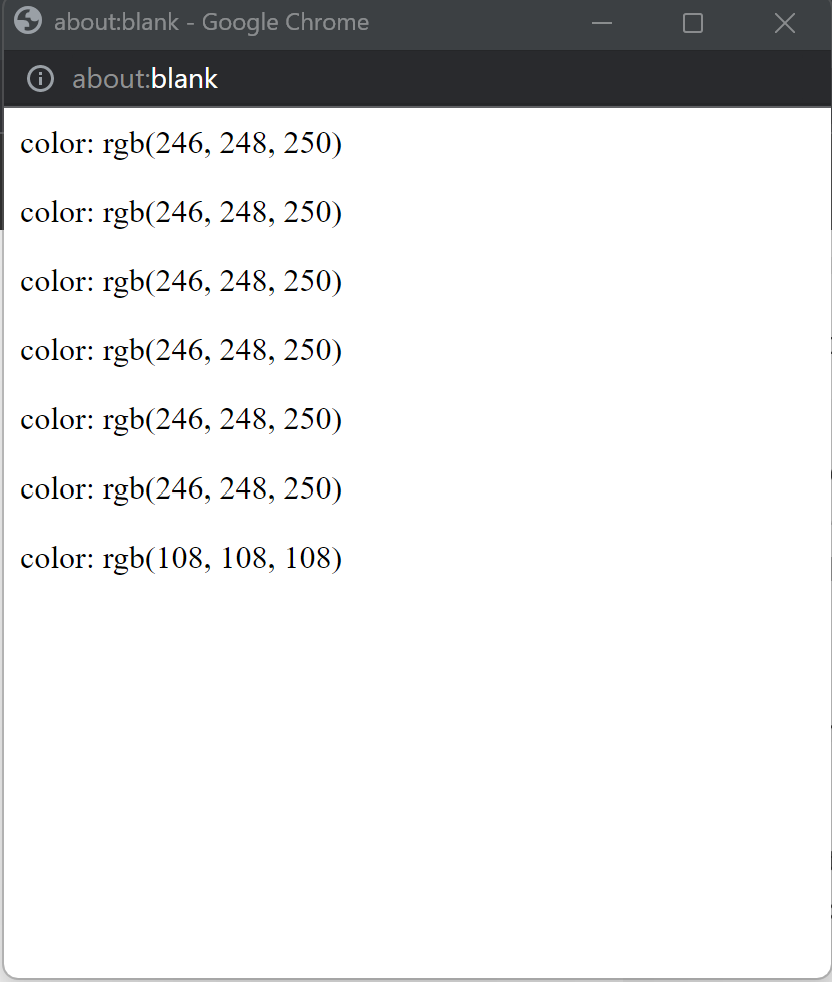 about:blank - Google Chrome
about:blank
color: rgb(246, 248, 250)
color: rgb(246, 248, 250)
color: rgb(246, 248, 250)
color: rgb(246, 248, 250)
color: rgb(246, 248, 250)
color: rgb(246, 248, 250)
color: rgb(108, 108, 108)